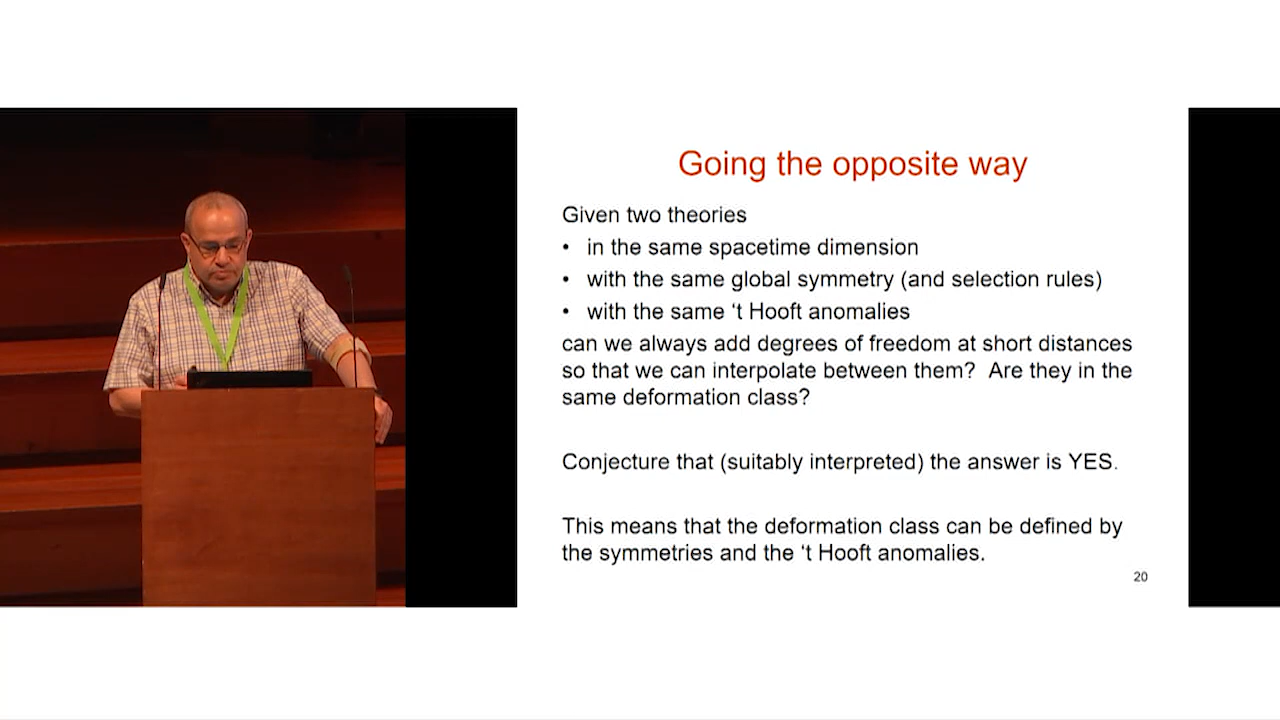 Going the opposite way
Given two theories
• in the same spacetime dimension
• with the same global symmetry (and selection rules)
• with the same ‘t Hooft anomalies
can we always add degrees of freedom at short distances
so that we can interpolate between them? Are they in the
same deformation class?
Conjecture that (suitably interpreted) the answer is YES.
This means that the deformation class can be defined by
the symmetries and the ‘t Hooft anomalies.
20